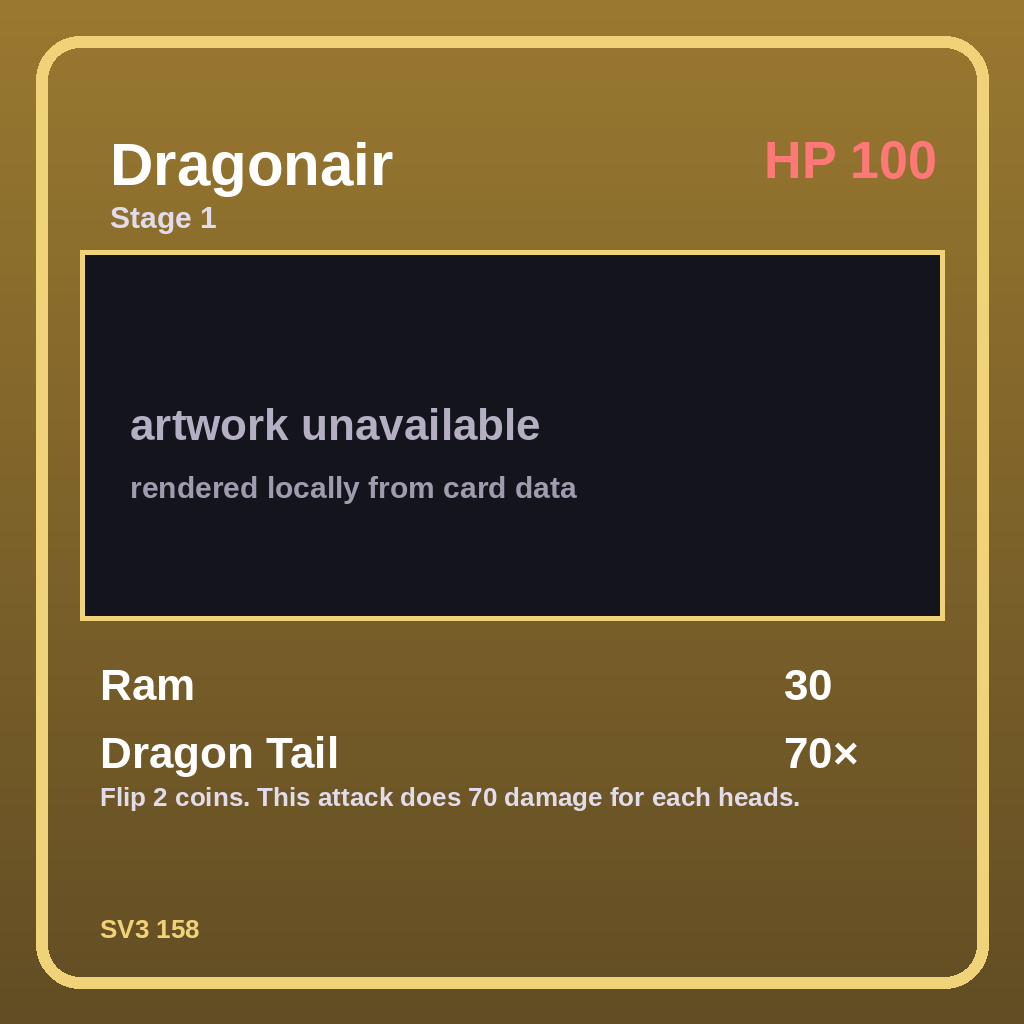 Dragonair
HP 100
Stage 1
artwork unavailable
rendered locally from card data
Ram 30
Dragon Tail 70×
Flip 2 coins. This attack does 70 damage for each heads.
SV3 158